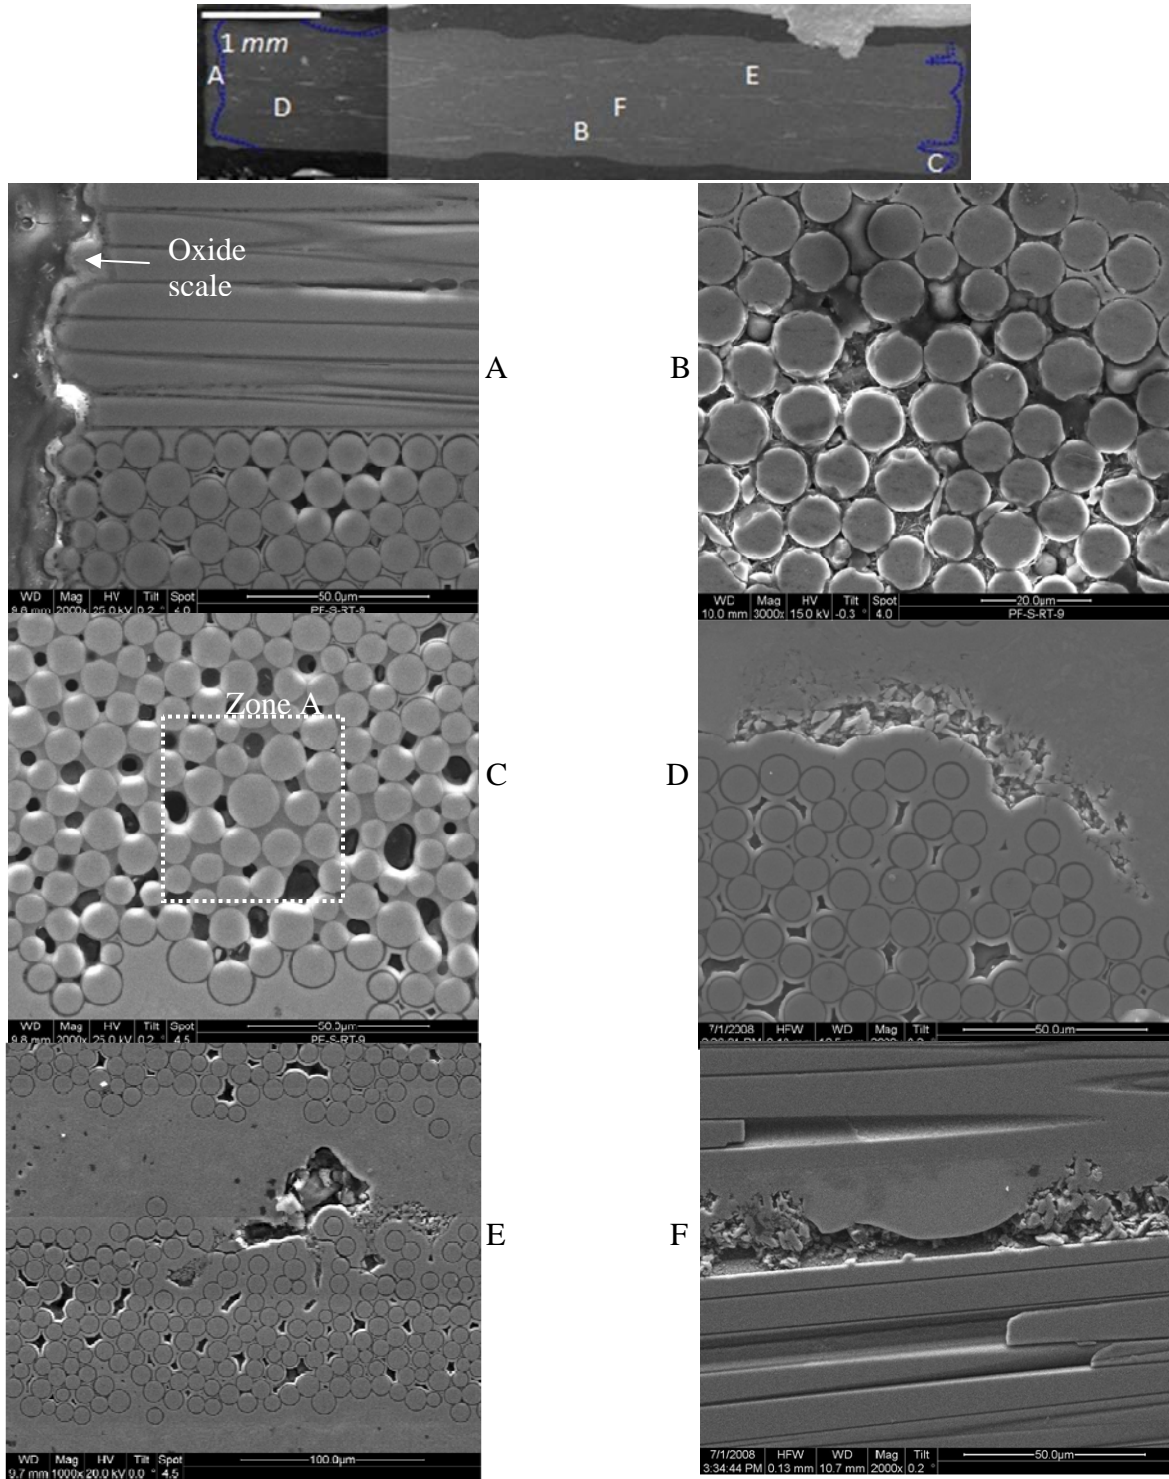 1 mm
A
D
B
F
E
C
Oxide
scale
WD Mag HV Tilt Spot
2000x 25.0 kV 0.2 ° 4.0
50.0µm
PF-S-RT-9
A
B
WD Mag HV Tilt Spot
10.0 mm 3000x 15.0 kV -0.3 ° 4.0
20.0µm
PF-S-RT-9
Zone A
WD Mag HV Tilt Spot
9.8 mm 2000x 25.0 kV 0.2 ° 4.5
50.0µm
PF-S-RT-9
C
D
7/1/2008 HFW WD Mag Tilt
50.0µm
E
WD Mag HV Tilt Spot
9.7 mm 1000x 20.0 kV 0.0 ° 4.5
100.0µm
F
7/1/2008 HFW WD Mag Tilt
3:34:44 PM 0.13 mm 10.7 mm 2000x 0.2 °
50.0µm